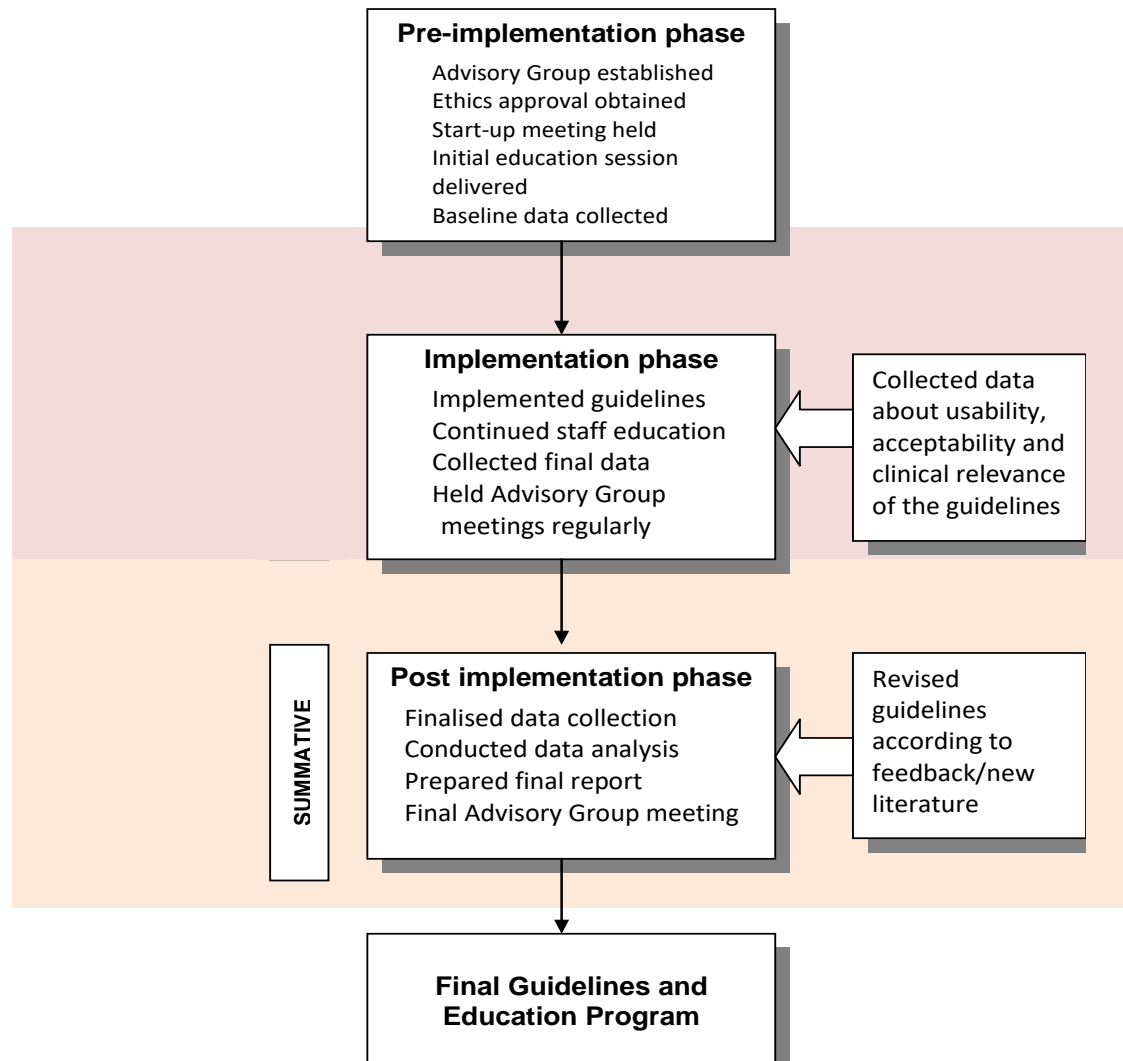 Pre-implementation phase
Advisory Group established
Ethics approval obtained
Start-up meeting held
Initial education session
delivered
Baseline data collected
Implementation phase
Implemented guidelines
Continued staff education
Collected final data
Held Advisory Group
meetings regularly
Collected data
about usability,
acceptability and
clinical relevance
of the guidelines
SUMMATIVE
Post implementation phase
Finalised data collection
Conducted data analysis
Prepared final report
Final Advisory Group meeting
Revised
guidelines
according to
feedback/new
literature
Final Guidelines and
Education Program